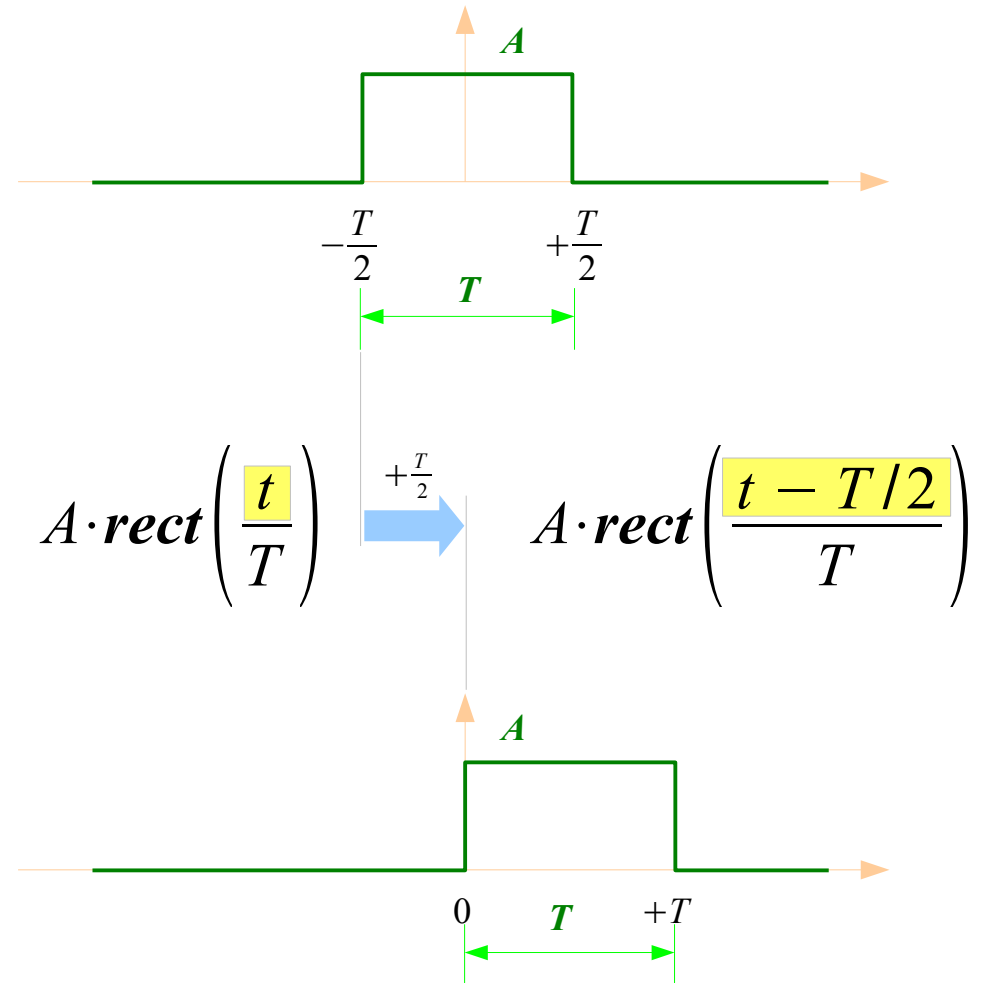 A
−T/2 +T/2
T
+T/2
A·rect(t/T) A·rect((t − T/2)/T)
A
0 T +T